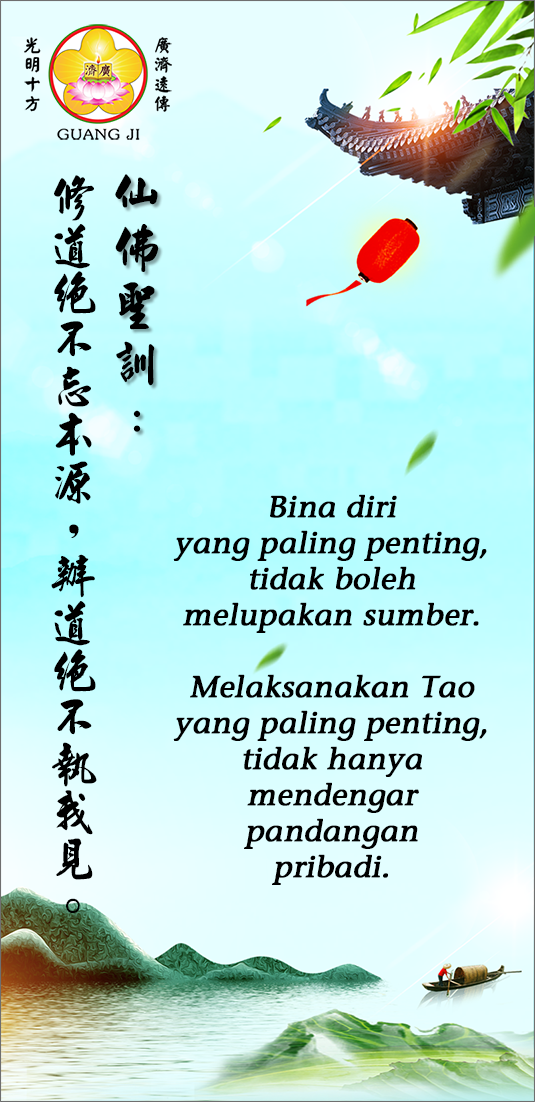 光明十方
廣濟遠傳
廣濟
GUANG JI
仙佛聖訓：
修道絕不忘本源，辦道絕不執我見。
Bina diri
yang paling penting,
tidak boleh
melupakan sumber.
Melaksanakan Tao
yang paling penting,
tidak hanya
mendengar
pandangan
pribadi.